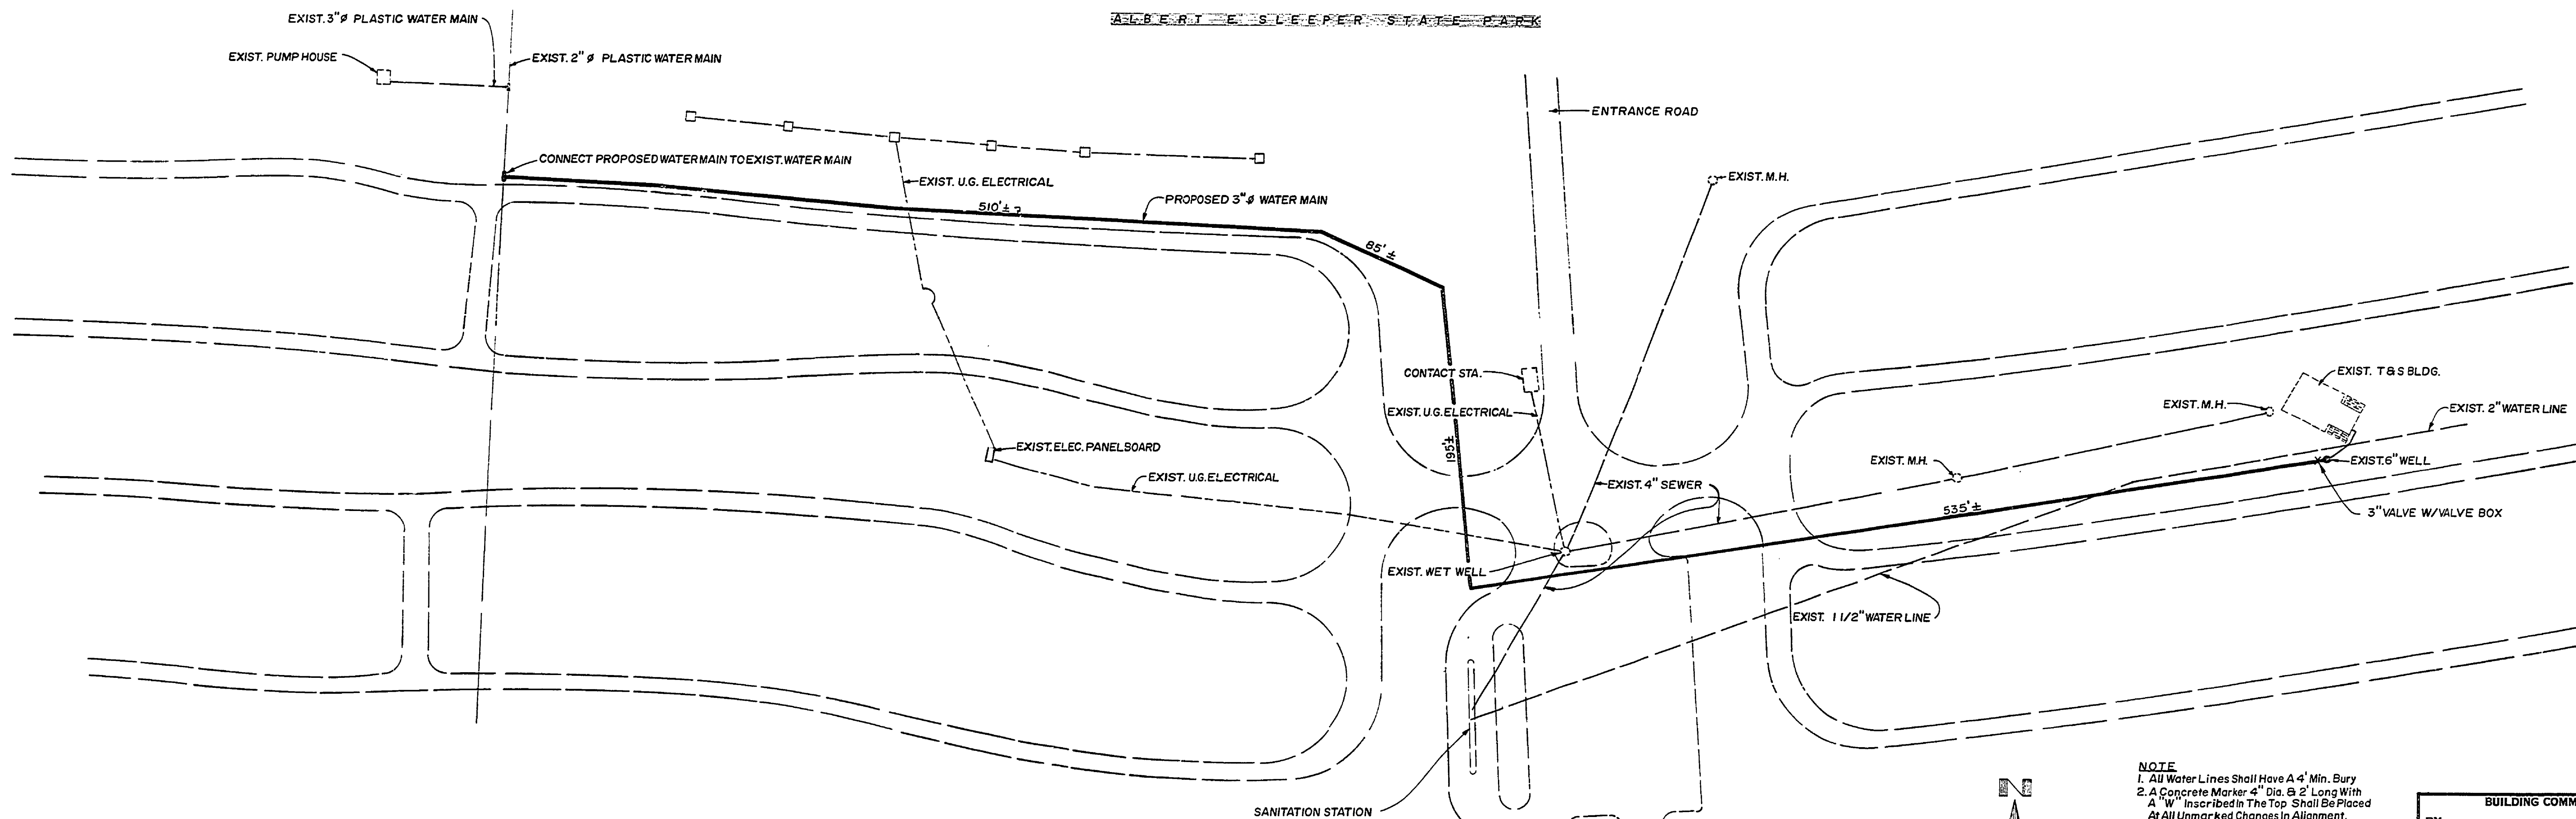 ALBERT E. SLEEPER STATE PARK
EXIST. 3" Ø PLASTIC WATER MAIN
EXIST. PUMP HOUSE
EXIST. 2" Ø PLASTIC WATER MAIN
ENTRANCE ROAD
CONNECT PROPOSED WATER MAIN TO EXIST. WATER MAIN
EXIST. U.G. ELECTRICAL
EXIST. M.H.
510' ±
PROPOSED 3" Ø WATER MAIN
85' ±
CONTACT STA.
EXIST. T & S BLDG.
EXIST. U.G. ELECTRICAL
EXIST. M.H.
EXIST. 2" WATER LINE
195' ±
EXIST. ELEC. PANELBOARD
EXIST. M.H.
EXIST. 6" WELL
EXIST. U.G. ELECTRICAL
EXIST. 4" SEWER
535' ±
3" VALVE W/VALVE BOX
EXIST. WET WELL
EXIST. 1 1/2" WATER LINE
SANITATION STATION
N
NOTE
1. All Water Lines Shall Have A 4' Min. Bury
2. A Concrete Marker 4" Dia. & 2' Long With
A "W" Inscribed In The Top Shall Be Placed
At All Unmarked Changes In Alignment.
BUILDING COMM